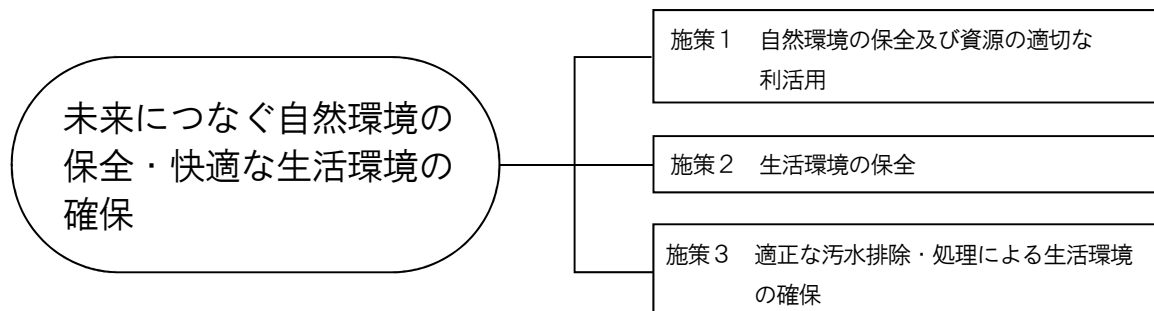 未来につなぐ自然環境の
保全・快適な生活環境の
確保
施策１　自然環境の保全及び資源の適切な
利活用
施策２　生活環境の保全
施策３　適正な汚水排除・処理による生活環境
の確保